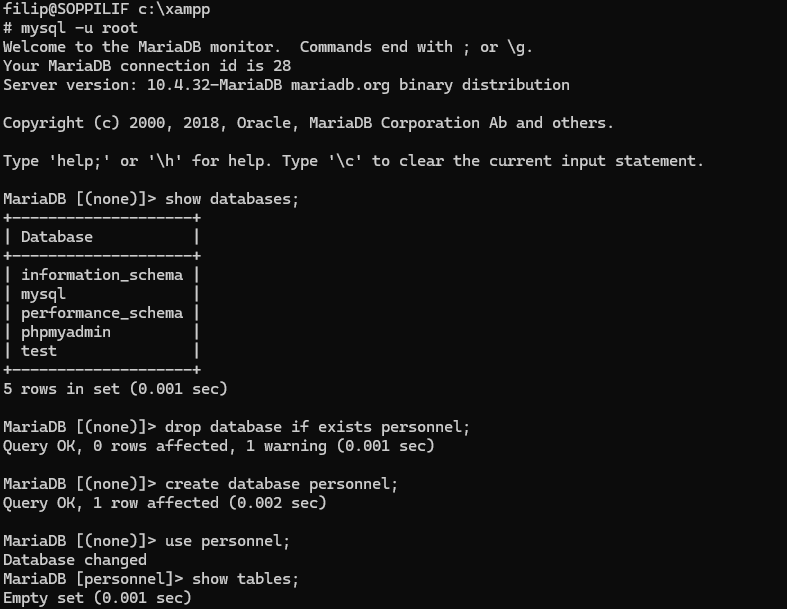 filip@SOPPILIF c:\xampp
# mysql -u root
Welcome to the MariaDB monitor.  Commands end with ; or \g.
Your MariaDB connection id is 28
Server version: 10.4.32-MariaDB mariadb.org binary distribution

Copyright (c) 2000, 2018, Oracle, MariaDB Corporation Ab and others.

Type 'help;' or '\h' for help. Type '\c' to clear the current input statement.

MariaDB [(none)]> show databases;
+--------------------+
| Database           |
+--------------------+
| information_schema |
| mysql              |
| performance_schema |
| phpmyadmin         |
| test               |
+--------------------+
5 rows in set (0.001 sec)

MariaDB [(none)]> drop database if exists personnel;
Query OK, 0 rows affected, 1 warning (0.001 sec)

MariaDB [(none)]> create database personnel;
Query OK, 1 row affected (0.002 sec)

MariaDB [(none)]> use personnel;
Database changed
MariaDB [personnel]> show tables;
Empty set (0.001 sec)